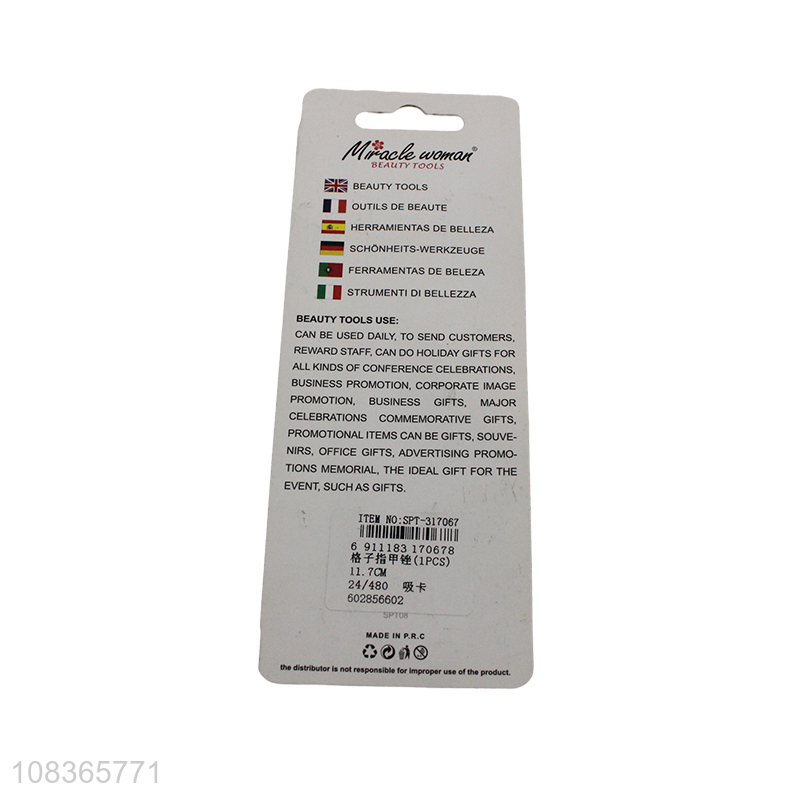 Miracle woman®
BEAUTY TOOLS
BEAUTY TOOLS
OUTILS DE BEAUTE
HERRAMIENTAS DE BELLEZA
SCHÖNHEITS-WERKZEUGE
FERRAMENTAS DE BELEZA
STRUMENTI DI BELLEZZA
BEAUTY TOOLS USE:
CAN BE USED DAILY, TO SEND CUSTOMERS,
REWARD STAFF, CAN DO HOLIDAY GIFTS FOR
ALL KINDS OF CONFERENCE CELEBRATIONS,
BUSINESS PROMOTION, CORPORATE IMAGE
PROMOTION, BUSINESS GIFTS, MAJOR
CELEBRATIONS COMMEMORATIVE GIFTS,
PROMOTIONAL ITEMS CAN BE GIFTS, SOUVE-
NIRS, OFFICE GIFTS, ADVERTISING PROMO-
TIONS MEMORIAL, THE IDEAL GIFT FOR THE
EVENT, SUCH AS GIFTS.
ITEM NO:SPT-317067
6 911183 170678
格子指甲锉(1PCS)
11.7CM
24/480 吸卡
602856602
SPT08
MADE IN P.R.C
the distributor is not responsible for improper use of the product.
108365771